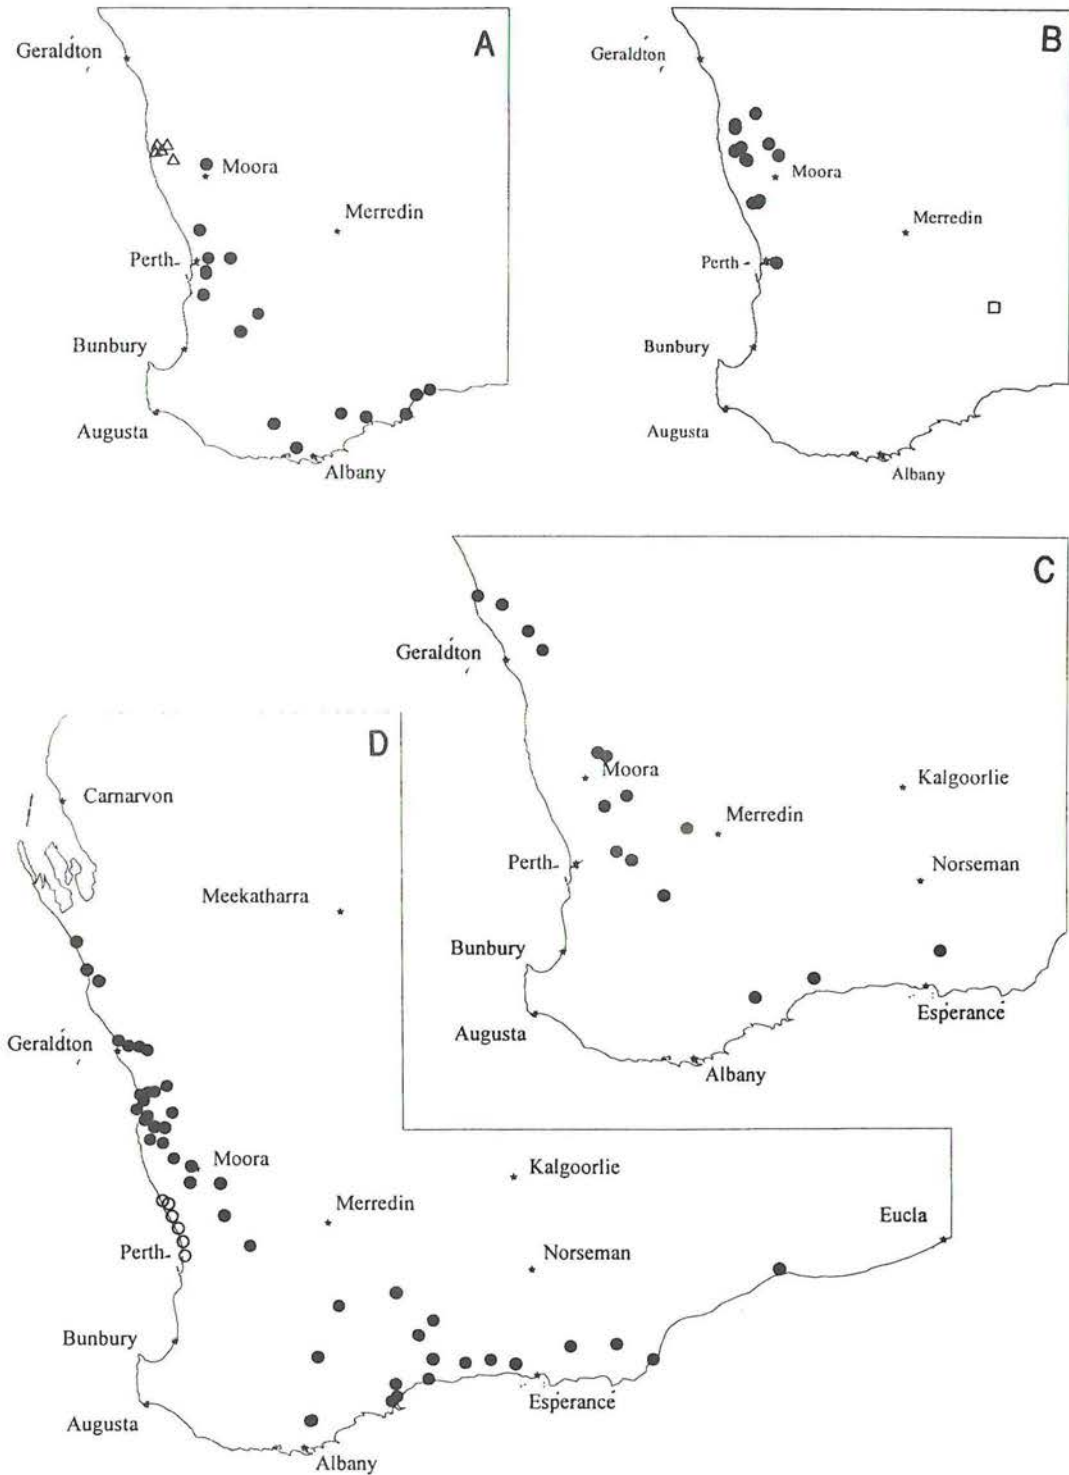 A
Geraldton
Moora
Merredin
Perth
Bunbury
Augusta
Albany
B
Geraldton
Moora
Merredin
Perth
Bunbury
Augusta
Albany
C
Geraldton
Moora
Kalgoorlie
Merredin
Perth
Norseman
Bunbury
Esperance
Augusta
Albany
D
Carnarvon
Meekatharra
Geraldton
Moora
Kalgoorlie
Merredin
Eucla
Perth
Norseman
Bunbury
Esperance
Augusta
Albany